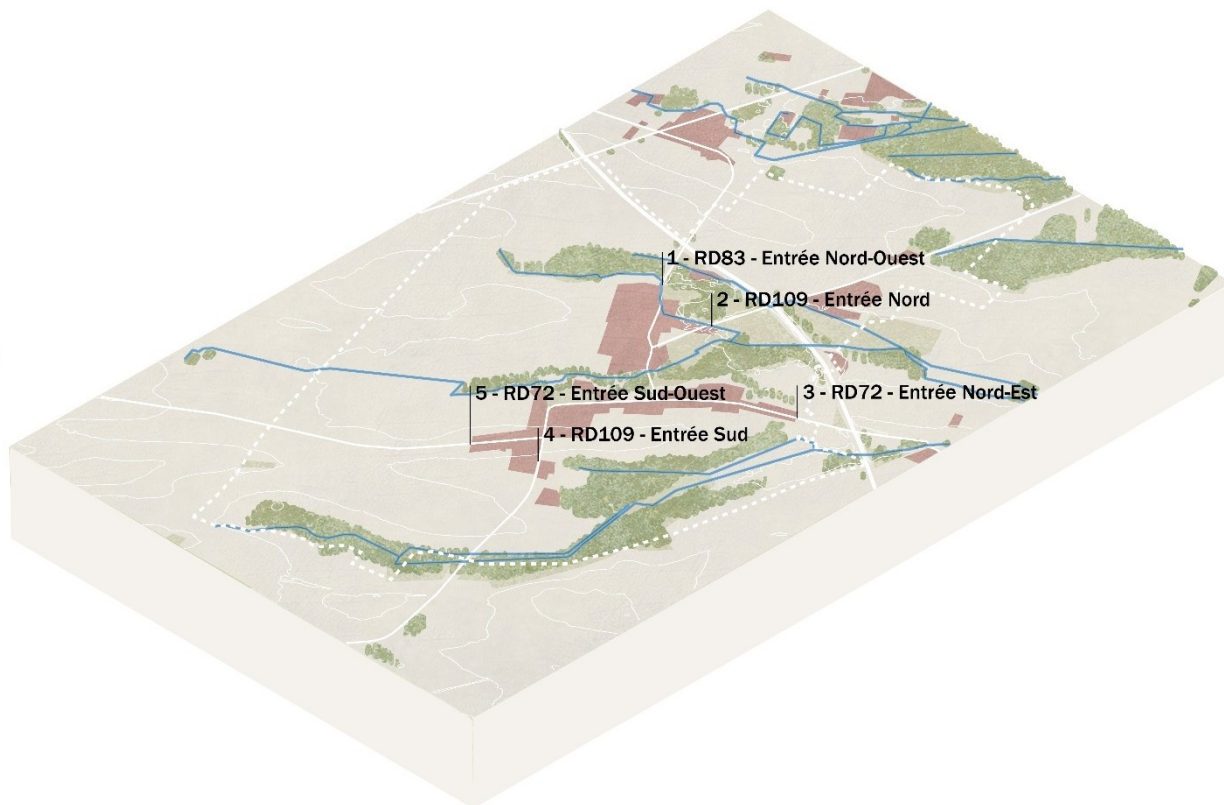 1 - RD83 - Entrée Nord-Ouest
2 - RD109 - Entrée Nord
5 - RD72 - Entrée Sud-Ouest
3 - RD72 - Entrée Nord-Est
4 - RD109 - Entrée Sud